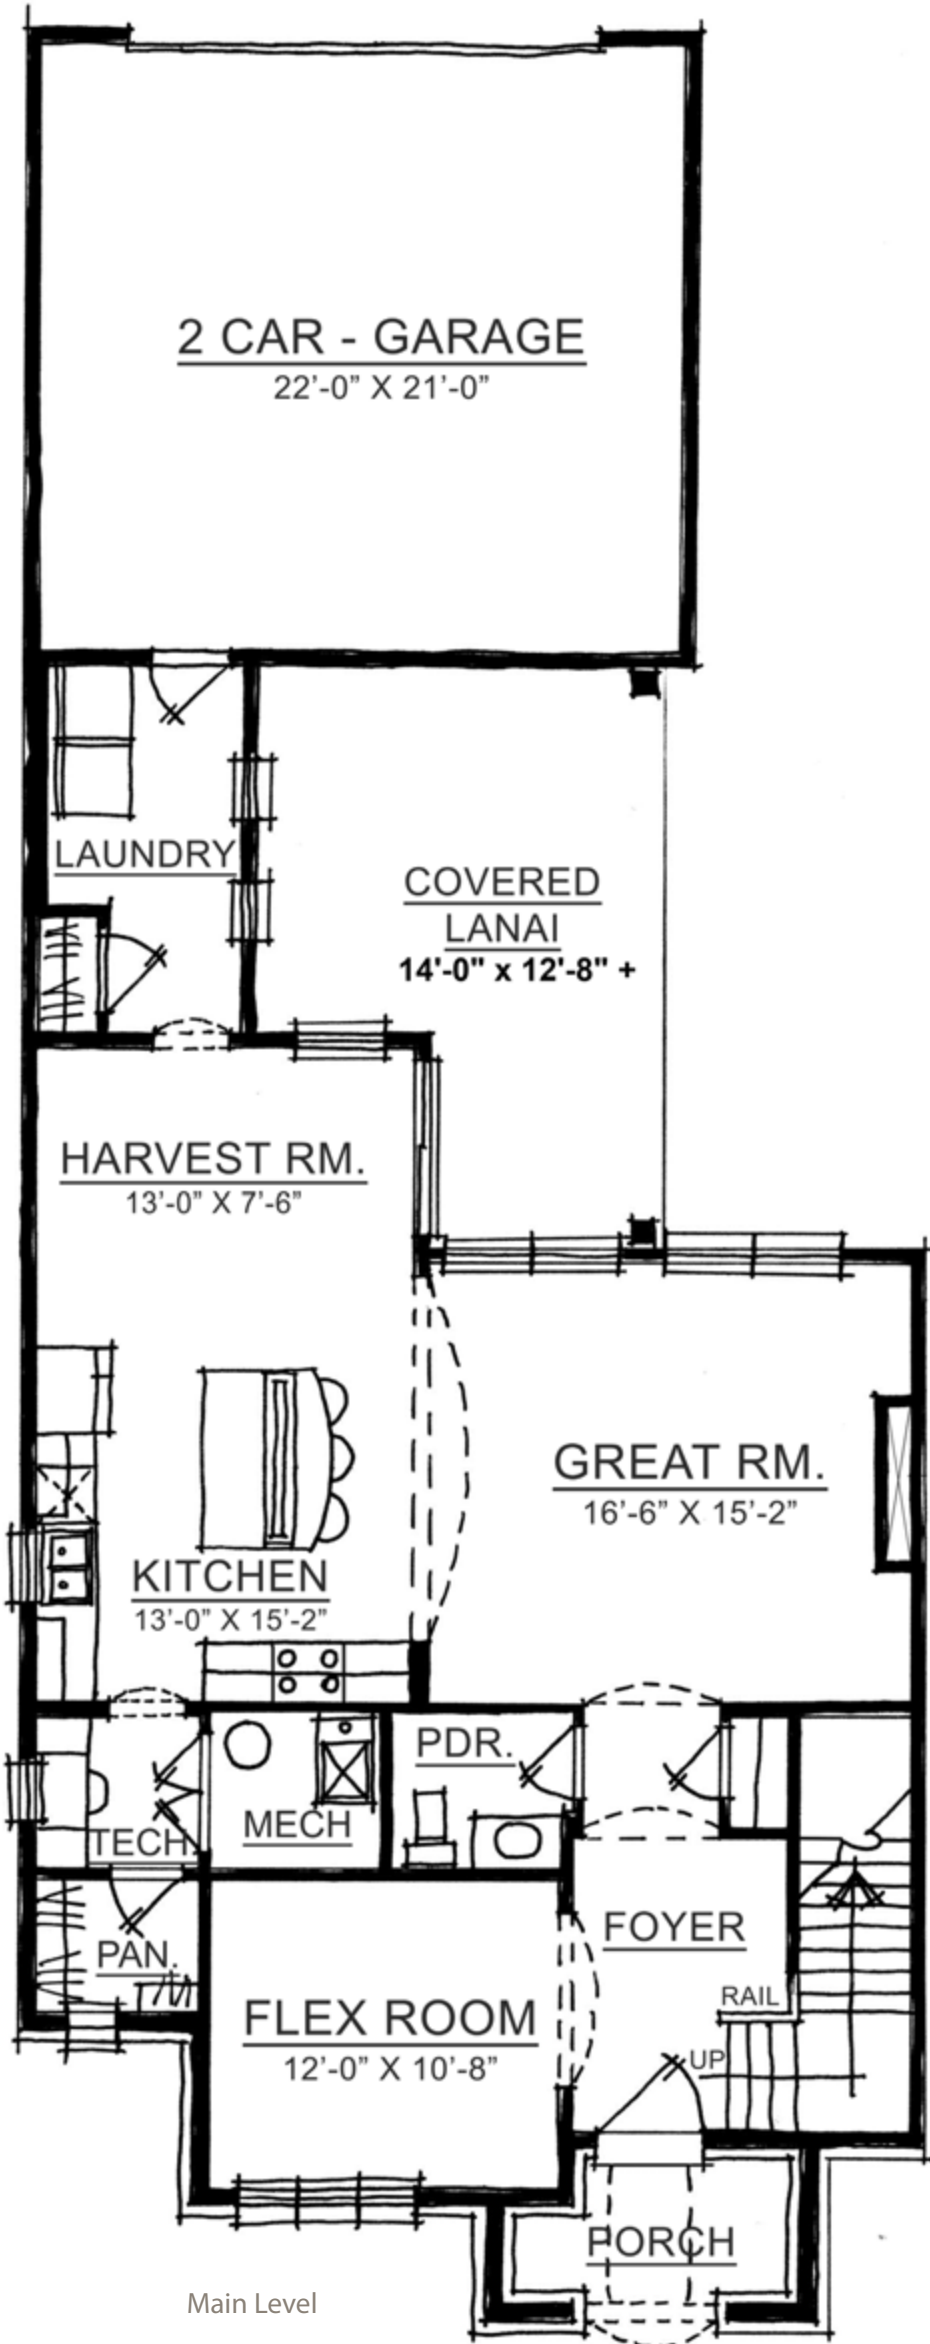 2 CAR - GARAGE
22’-0” X 21’-0”
LAUNDRY
COVERED
LANAI
14'-0" x 12'-8" +
HARVEST RM.
13’-0” X 7’-6”
GREAT RM.
16’-6” X 15’-2”
KITCHEN
13’-0” X 15’-2”
PDR.
MECH
TECH
FOYER
PAN.
RAIL
FLEX ROOM
12’-0” X 10’-8”
UP
PORCH
Main Level